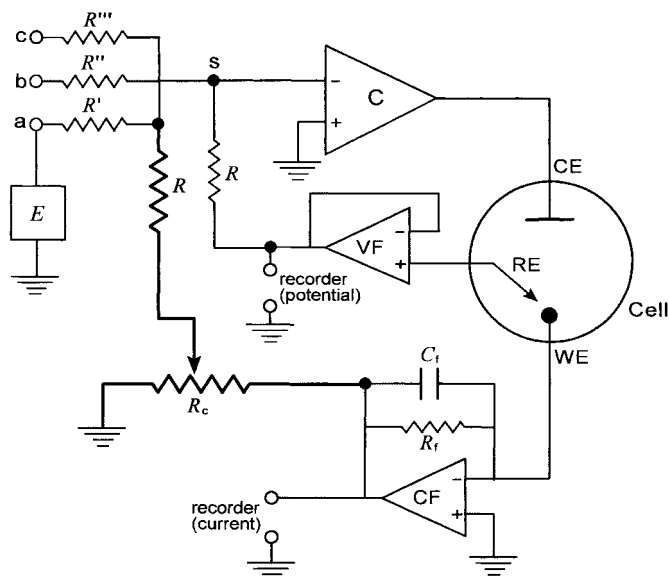 c R'''
b R'' s
a R'
C
− +
E
R R
CE
VF
− +
RE
recorder
(potential)
Cell
WE
C_f
R_c
R_f
CF
− +
recorder
(current)